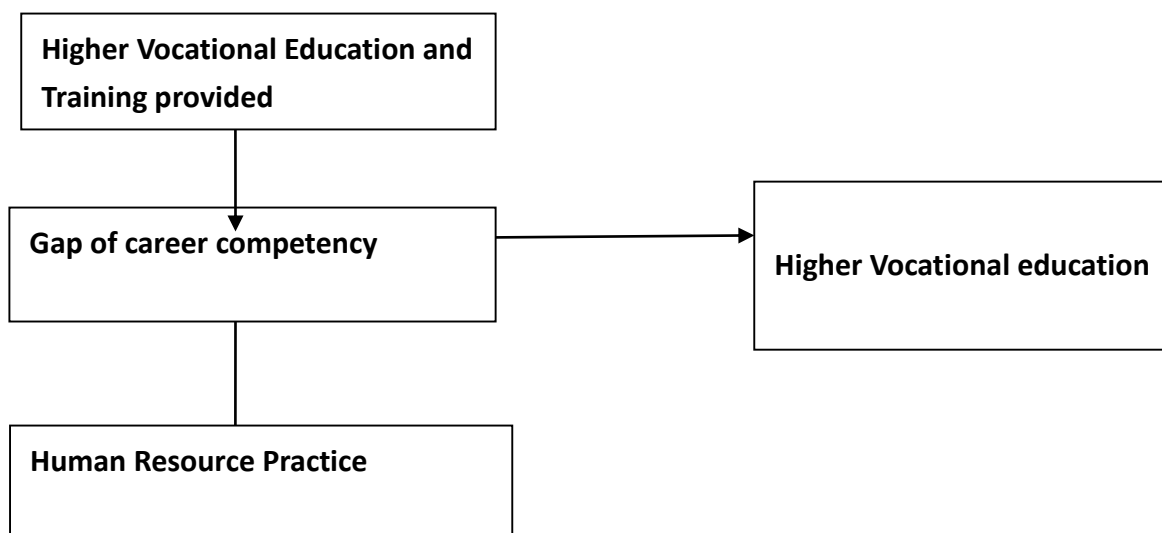 Higher Vocational Education and
Training provided
Gap of career competency
Higher Vocational education
Human Resource Practice